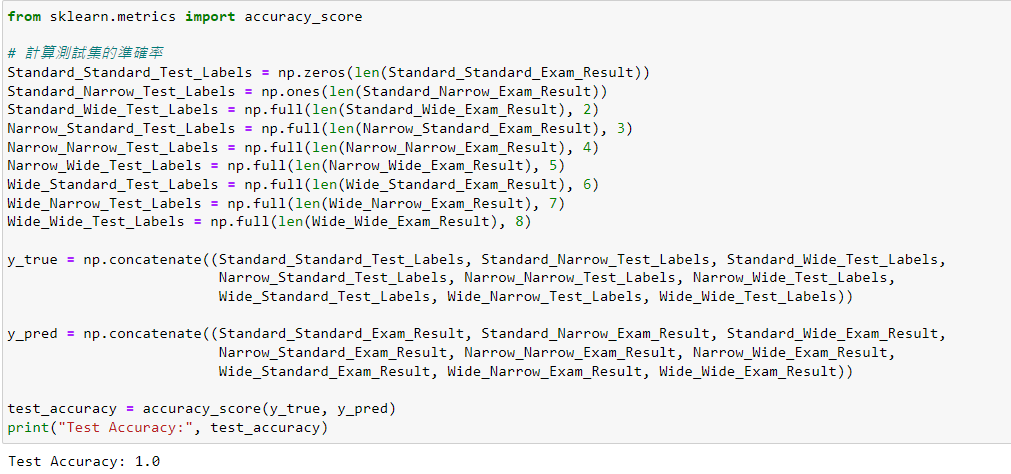 from sklearn.metrics import accuracy_score
# 計算測試集的準確率
Standard_Standard_Test_Labels = np.zeros(len(Standard_Standard_Exam_Result))
Standard_Narrow_Test_Labels = np.ones(len(Standard_Narrow_Exam_Result))
Standard_Wide_Test_Labels = np.full(len(Standard_Wide_Exam_Result), 2)
Narrow_Standard_Test_Labels = np.full(len(Narrow_Standard_Exam_Result), 3)
Narrow_Narrow_Test_Labels = np.full(len(Narrow_Narrow_Exam_Result), 4)
Narrow_Wide_Test_Labels = np.full(len(Narrow_Wide_Exam_Result), 5)
Wide_Standard_Test_Labels = np.full(len(Wide_Standard_Exam_Result), 6)
Wide_Narrow_Test_Labels = np.full(len(Wide_Narrow_Exam_Result), 7)
Wide_Wide_Test_Labels = np.full(len(Wide_Wide_Exam_Result), 8)
y_true = np.concatenate((Standard_Standard_Test_Labels, Standard_Narrow_Test_Labels, Standard_Wide_Test_Labels,
Narrow_Standard_Test_Labels, Narrow_Narrow_Test_Labels, Narrow_Wide_Test_Labels,
Wide_Standard_Test_Labels, Wide_Narrow_Test_Labels, Wide_Wide_Test_Labels))
y_pred = np.concatenate((Standard_Standard_Exam_Result, Standard_Narrow_Exam_Result, Standard_Wide_Exam_Result,
Narrow_Standard_Exam_Result, Narrow_Narrow_Exam_Result, Narrow_Wide_Exam_Result,
Wide_Standard_Exam_Result, Wide_Narrow_Exam_Result, Wide_Wide_Exam_Result))
test_accuracy = accuracy_score(y_true, y_pred)
print("Test Accuracy:", test_accuracy)
Test Accuracy: 1.0